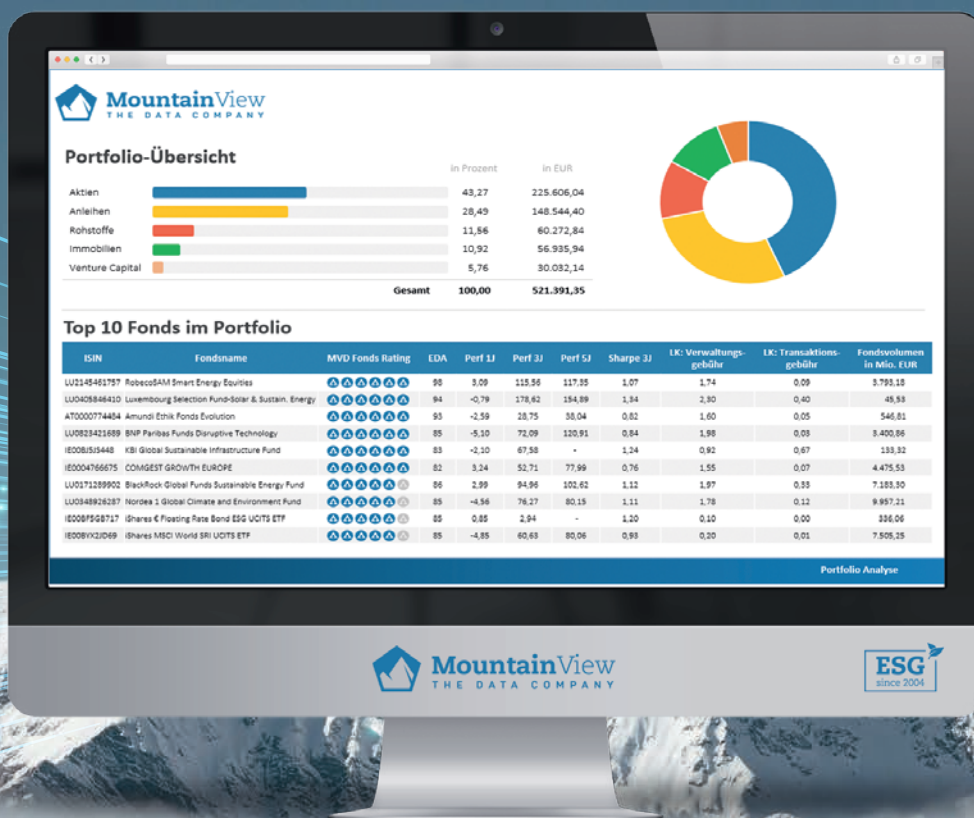 MountainView
THE DATA COMPANY
Portfolio-Übersicht
in Prozent in EUR
Aktien 43,27 225.606,04
Anleihen 28,49 148.544,40
Rohstoffe 11,56 60.272,84
Immobilien 10,92 56.935,94
Venture Capital 5,76 30.032,14
Gesamt 100,00 521.391,35
Top 10 Fonds im Portfolio
ISIN Fondsname MVD Fonds Rating EDA Perf 1J Perf 3J Perf 5J Sharpe 3J LK: Verwaltungs-gebühr LK: Transaktions-gebühr Fondsvolumen in Mio. EUR
LU2145461757 RobecoSAM Smart Energy Equities 98 3,09 115,56 117,35 1,07 1,74 0,09 3.793,18
LU0405846410 Luxembourg Selection Fund-Solar & Sustain. Energy 94 -0,79 178,62 154,89 1,34 2,30 0,40 45,53
AT0000774484 Amundi Ethik Fonds Evolution 93 -2,59 28,75 38,04 0,82 1,60 0,05 546,81
LU0823421689 BNP Paribas Funds Disruptive Technology 85 -5,10 72,09 120,91 0,84 1,98 0,03 3.400,86
IE00BJ5JS448 KBI Global Sustainable Infrastructure Fund 83 -2,10 67,58 - 1,24 0,92 0,67 133,32
IE0004766675 COMGEST GROWTH EUROPE 82 3,24 52,71 77,99 0,76 1,55 0,07 4.475,53
LU0171289902 BlackRock Global Funds Sustainable Energy Fund 86 2,99 94,96 102,62 1,12 1,97 0,33 7.183,30
LU0348926287 Nordea 1 Global Climate and Environment Fund 85 -4,56 76,27 80,15 1,11 1,78 0,12 9.957,21
IE00BF5GB717 iShares € Floating Rate Bond ESG UCITS ETF 85 0,85 2,94 - 1,20 0,10 0,00 336,06
IE00BYX2JD69 iShares MSCI World SRI UCITS ETF 85 -4,85 60,63 80,06 0,93 0,20 0,01 7.505,25
Portfolio Analyse
MountainView
THE DATA COMPANY
ESG
since 2004